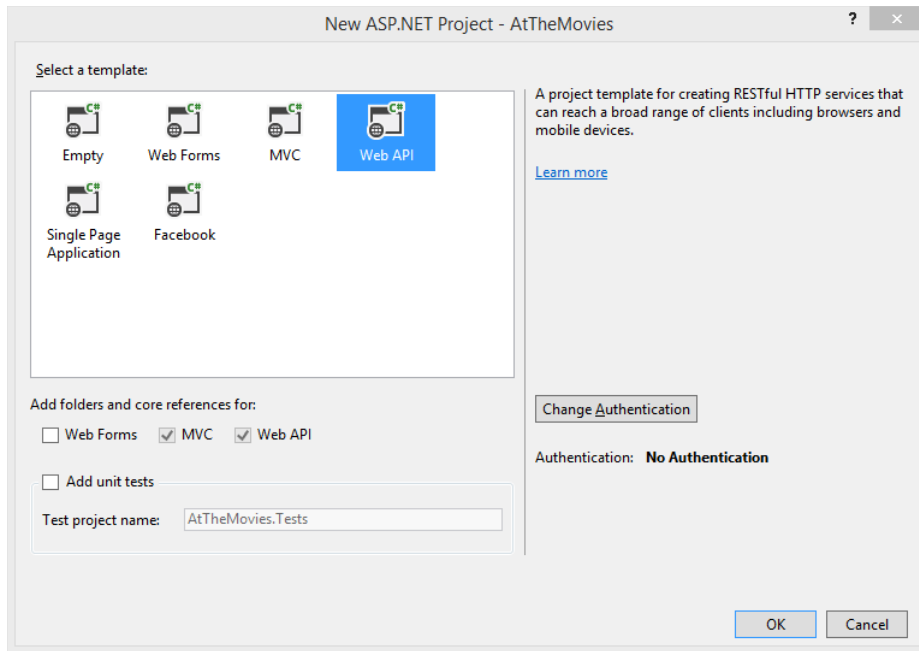 New ASP.NET Project - AtTheMovies
?
×
Select a template:
C#
C#
C#
C#
Empty
Web Forms
MVC
Web API
C#
C#
Single Page
Application
Facebook
A project template for creating RESTful HTTP services that
can reach a broad range of clients including browsers and
mobile devices.
Learn more
Add folders and core references for:
Web Forms
MVC
Web API
Add unit tests
Test project name:
AtTheMovies.Tests
Change Authentication
Authentication: No Authentication
OK
Cancel